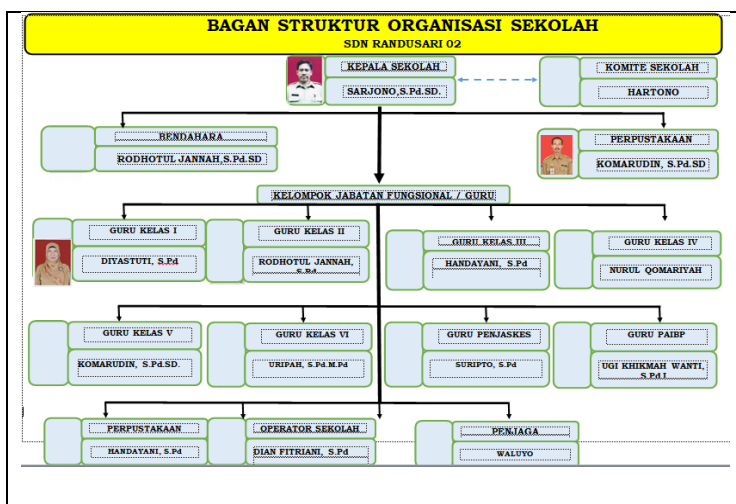 BAGAN STRUKTUR ORGANISASI SEKOLAH
SDN RANDUSARI 02
KEPALA SEKOLAH
SARJONO,S.Pd.SD.
KOMITE SEKOLAH
HARTONO
BENDAHARA
RODHOTUL JANNAH,S.Pd.SD
PERPUSTAKAAN
KOMARUDIN, S.Pd.SD
KELOMPOK JABATAN FUNGSIONAL / GURU
GURU KELAS I
DIYASTUTI, S.Pd
GURU KELAS II
RODHOTUL JANNAH,
S.Pd
GURU KELAS III
HANDAYANI, S.Pd
GURU KELAS IV
NURUL QOMARIYAH
GURU KELAS V
KOMARUDIN, S.Pd.SD.
GURU KELAS VI
URIPAH, S.Pd.M.Pd
GURU PENJASKES
SURIPTO, S.Pd
GURU PAIBP
UGI KHIKMAH WANTI,
S.Pd.I
PERPUSTAKAAN
HANDAYANI, S.Pd
OPERATOR SEKOLAH
DIAN FITRIANI, S.Pd
PENJAGA
WALUYO